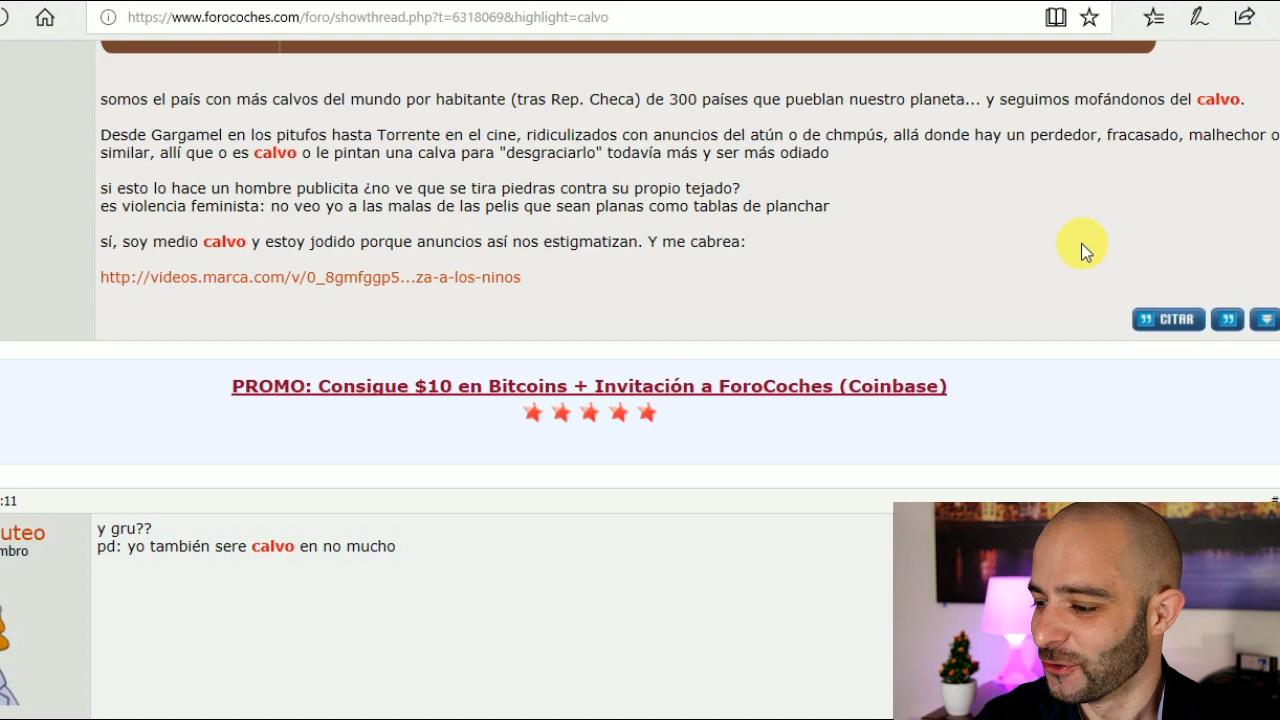 https://www.forocoches.com/foro/showthread.php?t=6318069&highlight=calvo
somos el país con más calvos del mundo por habitante (tras Rep. Checa) de 300 países que pueblan nuestro planeta... y seguimos mofándonos del calvo.
Desde Gargamel en los pitufos hasta Torrente en el cine, ridiculizados con anuncios del atún o de chmpús, allá donde hay un perdedor, fracasado, malhechor o
similar, allí que o es calvo o le pintan una calva para "desgraciarlo" todavía más y ser más odiado
si esto lo hace un hombre publicita ¿no ve que se tira piedras contra su propio tejado?
es violencia feminista: no veo yo a las malas de las pelis que sean planas como tablas de planchar
sí, soy medio calvo y estoy jodido porque anuncios así nos estigmatizan. Y me cabrea:
http://videos.marca.com/v/0_8gmfggp5...za-a-los-ninos
CITAR
PROMO: Consigue $10 en Bitcoins + Invitación a ForoCoches (Coinbase)
:11
#
uteo
mbro
y gru??
pd: yo también sere calvo en no mucho